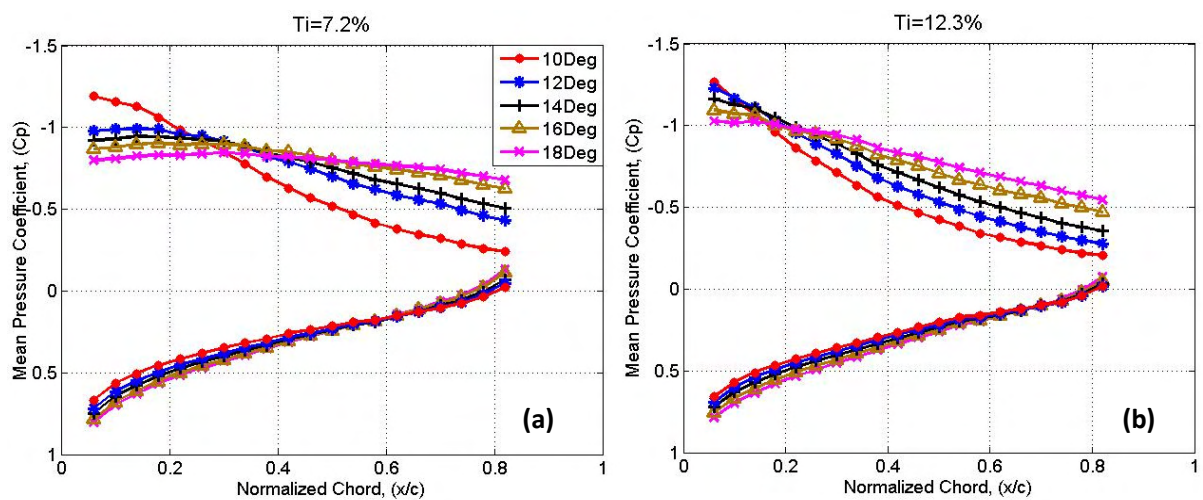 Ti=7.2%
-1.5
-1
-0.5
0
0.5
1
Mean Pressure Coefficient, (Cp)
10Deg
12Deg
14Deg
16Deg
18Deg
(a)
0
0.2
0.4
0.6
0.8
1
Normalized Chord, (x/c)
Ti=12.3%
-1.5
-1
-0.5
0
0.5
1
Mean Pressure Coefficient, (Cp)
(b)
0
0.2
0.4
0.6
0.8
1
Normalized Chord, (x/c)